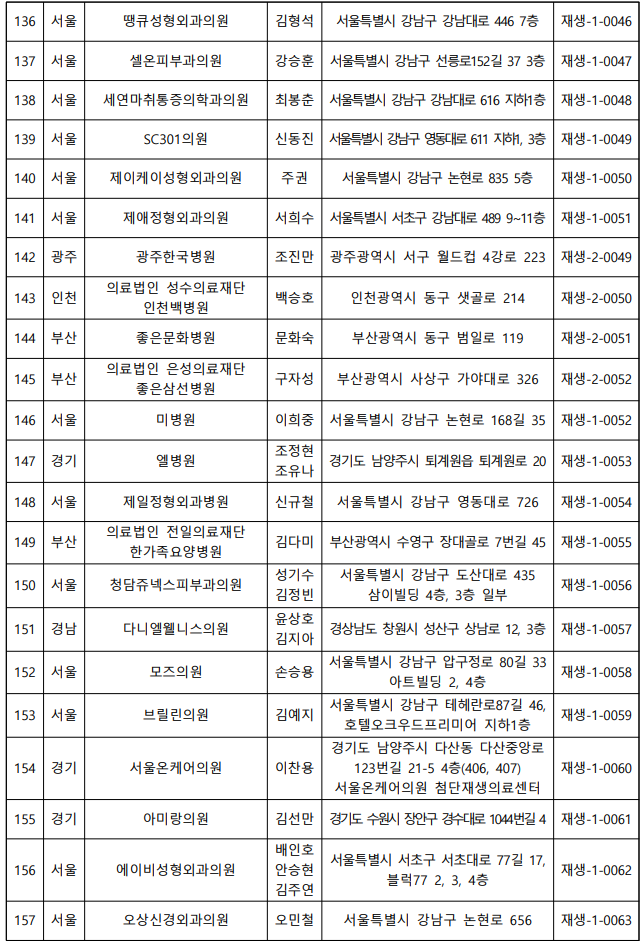 136 서울 땡큐성형외과의원 김형석 서울특별시 강남구 강남대로 446 7층 재생-1-0046
137 서울 셀온피부과의원 강승훈 서울특별시 강남구 선릉로152길 37 3층 재생-1-0047
138 서울 세연마취통증의학과의원 최봉춘 서울특별시 강남구 강남대로 616 지하1층 재생-1-0048
139 서울 SC301의원 신동진 서울특별시 강남구 영동대로 611 지하1, 3층 재생-1-0049
140 서울 제이케이성형외과의원 주권 서울특별시 강남구 논현로 835 5층 재생-1-0050
141 서울 제애정형외과의원 서희수 서울특별시 서초구 강남대로 489 9~11층 재생-1-0051
142 광주 광주한국병원 조진만 광주광역시 서구 월드컵 4강로 223 재생-2-0049
143 인천 의료법인 성수의료재단
인천백병원 백승호 인천광역시 동구 샛골로 214 재생-2-0050
144 부산 좋은문화병원 문화숙 부산광역시 동구 범일로 119 재생-2-0051
145 부산 의료법인 은성의료재단
좋은삼선병원 구자성 부산광역시 사상구 가야대로 326 재생-2-0052
146 서울 미병원 이희중 서울특별시 강남구 논현로 168길 35 재생-1-0052
147 경기 엘병원 조정현
조유나 경기도 남양주시 퇴계원읍 퇴계원로 20 재생-1-0053
148 서울 제일정형외과병원 신규철 서울특별시 강남구 영동대로 726 재생-1-0054
149 부산 의료법인 전일의료재단
한가족요양병원 김다미 부산광역시 수영구 장대골로 7번길 45 재생-1-0055
150 서울 청담쥬넥스피부과의원 성기수
김정빈 서울특별시 강남구 도산대로 435
삼이빌딩 4층, 3층 일부 재생-1-0056
151 경남 다니엘웰니스의원 윤상호
김지아 경상남도 창원시 성산구 상남로 12, 3층 재생-1-0057
152 서울 모즈의원 손승용 서울특별시 강남구 압구정로 80길 33
아트빌딩 2, 4층 재생-1-0058
153 서울 브릴린의원 김예지 서울특별시 강남구 테헤란로87길 46,
호텔오크우드프리미어 지하1층 재생-1-0059
154 경기 서울온케어의원 이찬용 경기도 남양주시 다산동 다산중앙로
123번길 21-5 4층(406, 407)
서울온케어의원 첨단재생의료센터 재생-1-0060
155 경기 아미랑의원 김선만 경기도 수원시 장안구 경수대로 1044번길 4 재생-1-0061
156 서울 에이비성형외과의원 배인호
안승현
김주연 서울특별시 서초구 서초대로 77길 17,
블럭77 2, 3, 4층 재생-1-0062
157 서울 오상신경외과의원 오민철 서울특별시 강남구 논현로 656 재생-1-0063